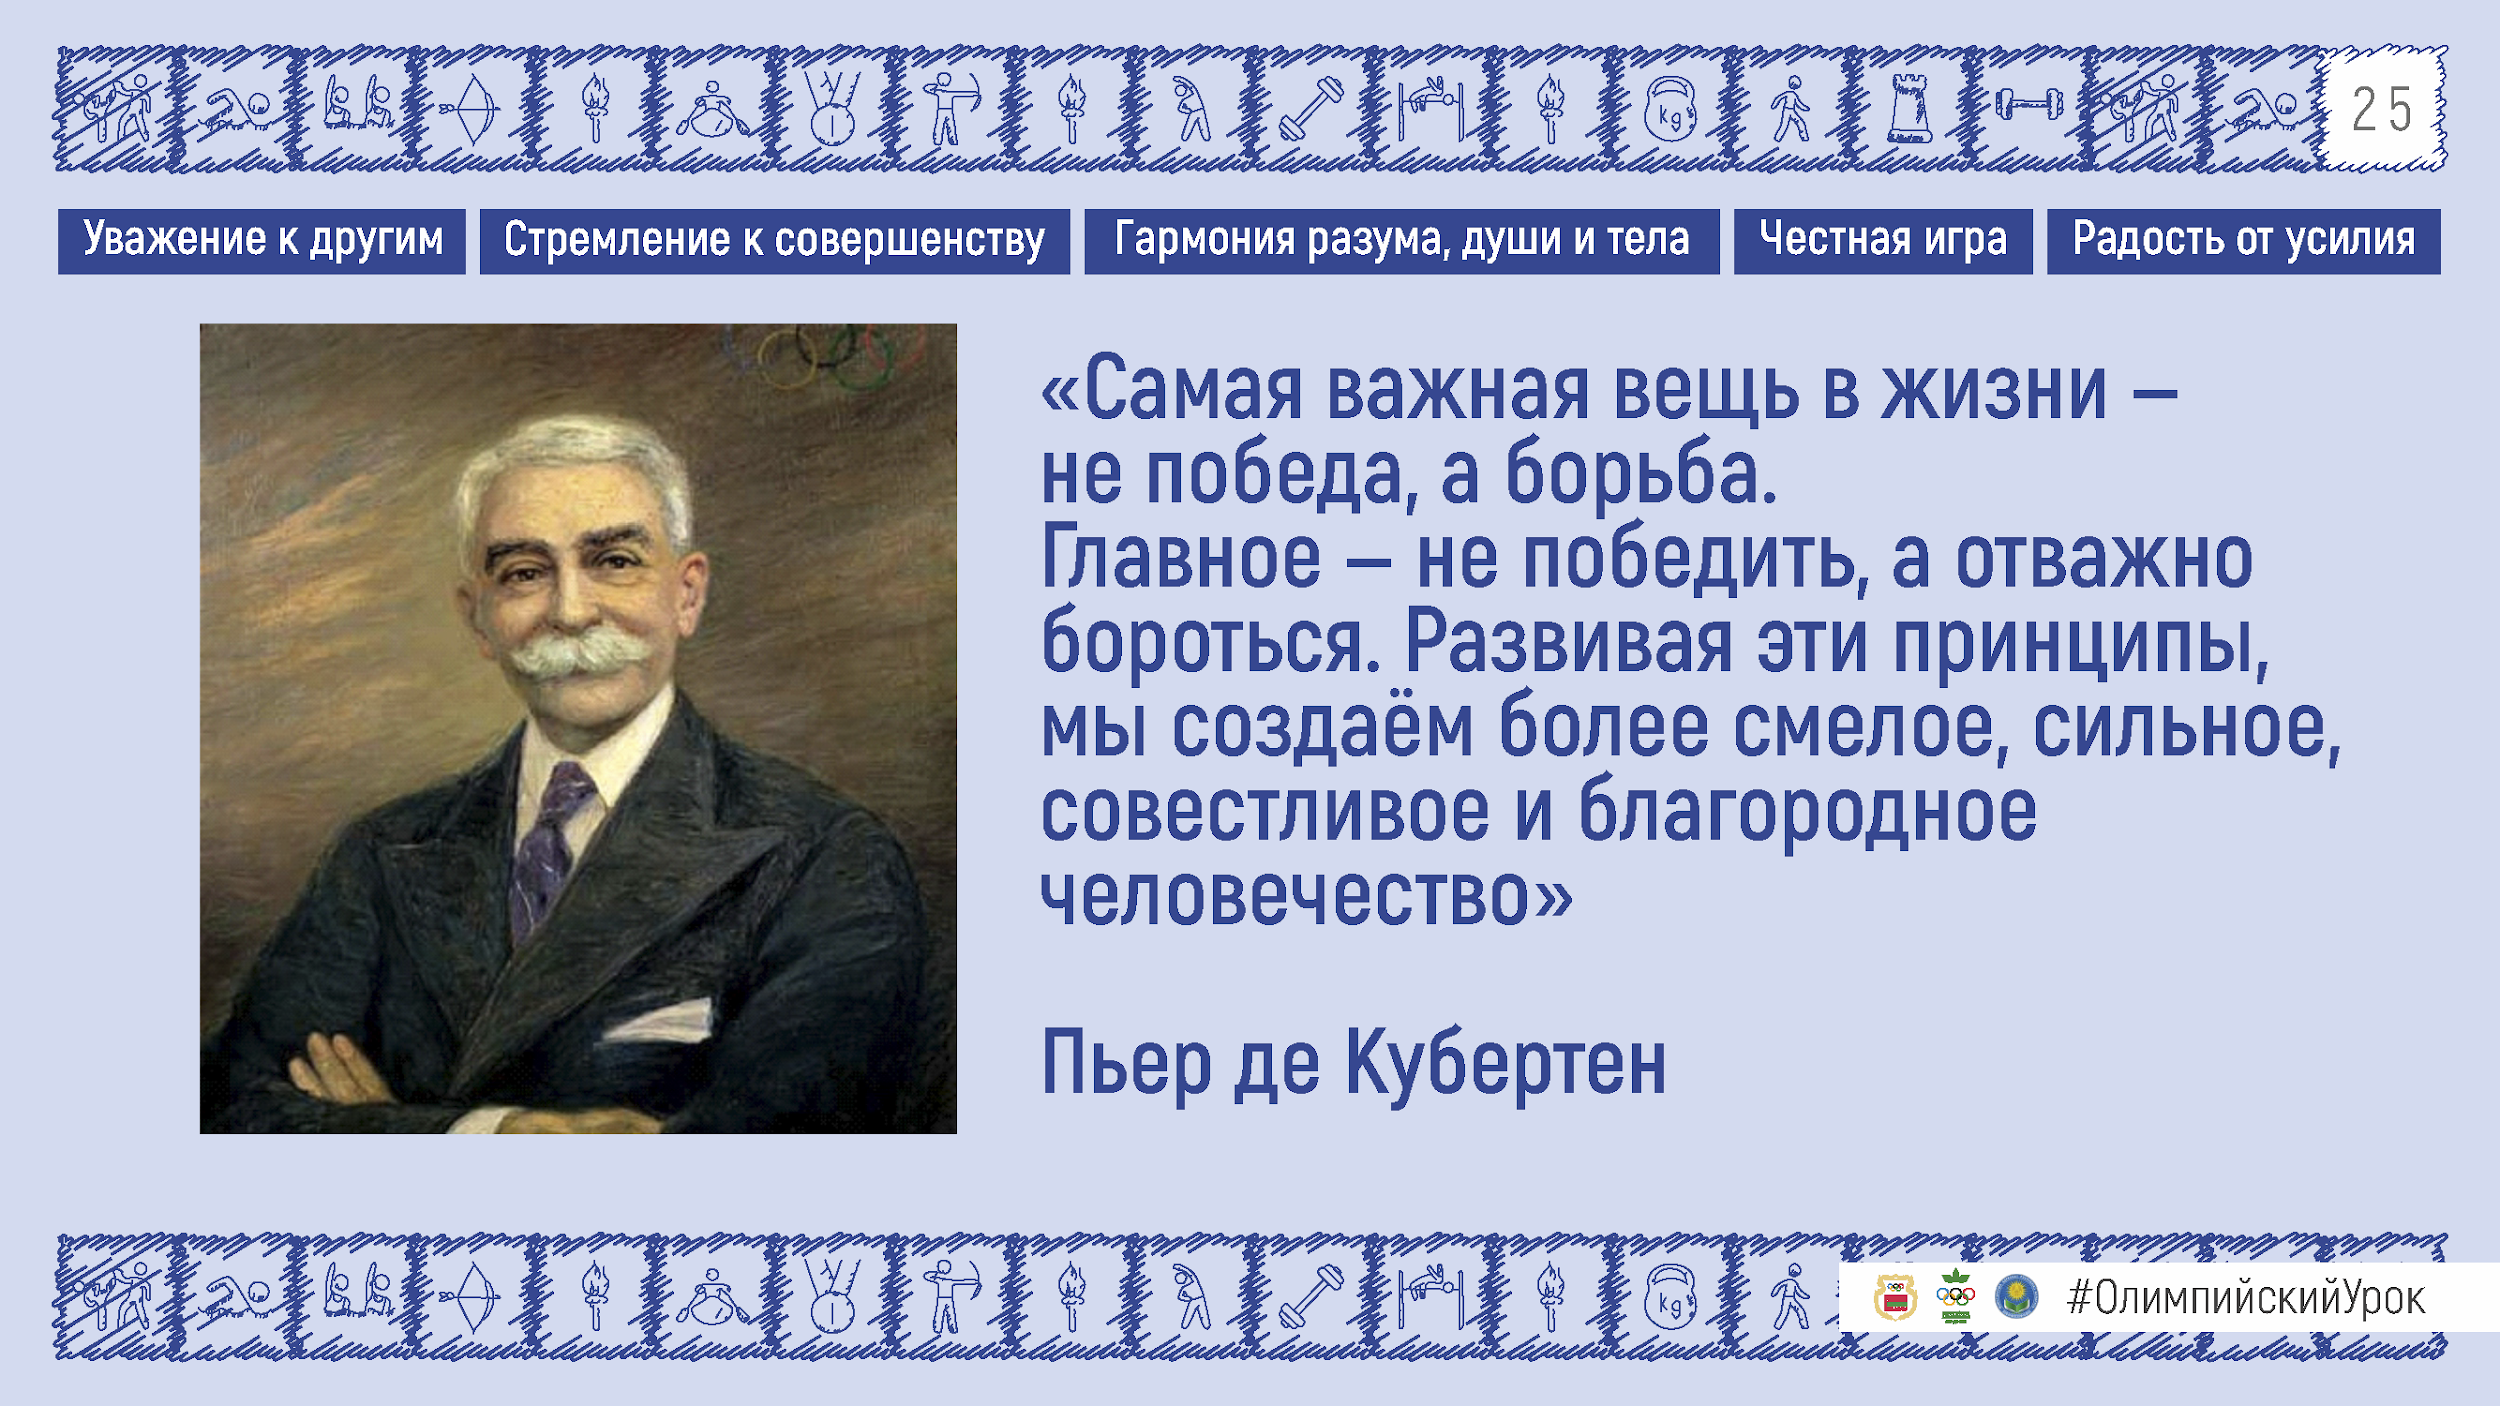 25
Уважение к другим
Стремление к совершенству
Гармония разума, души и тела
Честная игра
Радость от усилия
«Самая важная вещь в жизни –
не победа, а борьба.
Главное – не победить, а отважно
бороться. Развивая эти принципы,
мы создаём более смелое, сильное,
совестливое и благородное
человечество»
Пьер де Кубертен
kg
kg
#ОлимпийскийУрок